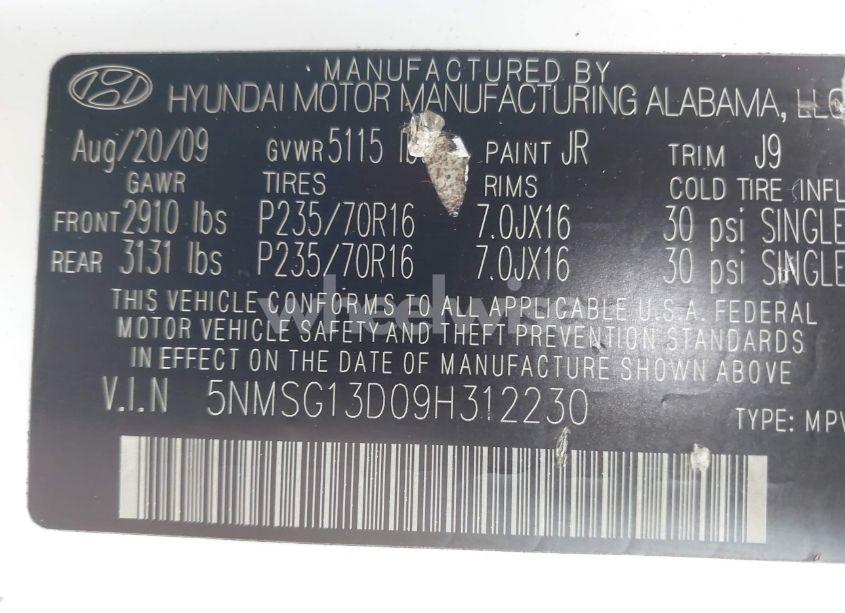 MANUFACTURED BY
HYUNDAI MOTOR MANUFACTURING ALABAMA, LLC
Aug/20/09 GVWR 5115 PAINT JR TRIM J9
GAWR TIRES RIMS COLD TIRE INFL
FRONT 2910 lbs P235/70R16 7.0JX16 30 psi SINGLE
REAR 3131 lbs P235/70R16 7.0JX16 30 psi SINGLE
THIS VEHICLE CONFORMS TO ALL APPLICABLE U.S.A. FEDERAL
MOTOR VEHICLE SAFETY AND THEFT PREVENTION STANDARDS
IN EFFECT ON THE DATE OF MANUFACTURE SHOWN ABOVE
V.I.N 5NMSG13D09H312230
TYPE: MPV
wheelwise